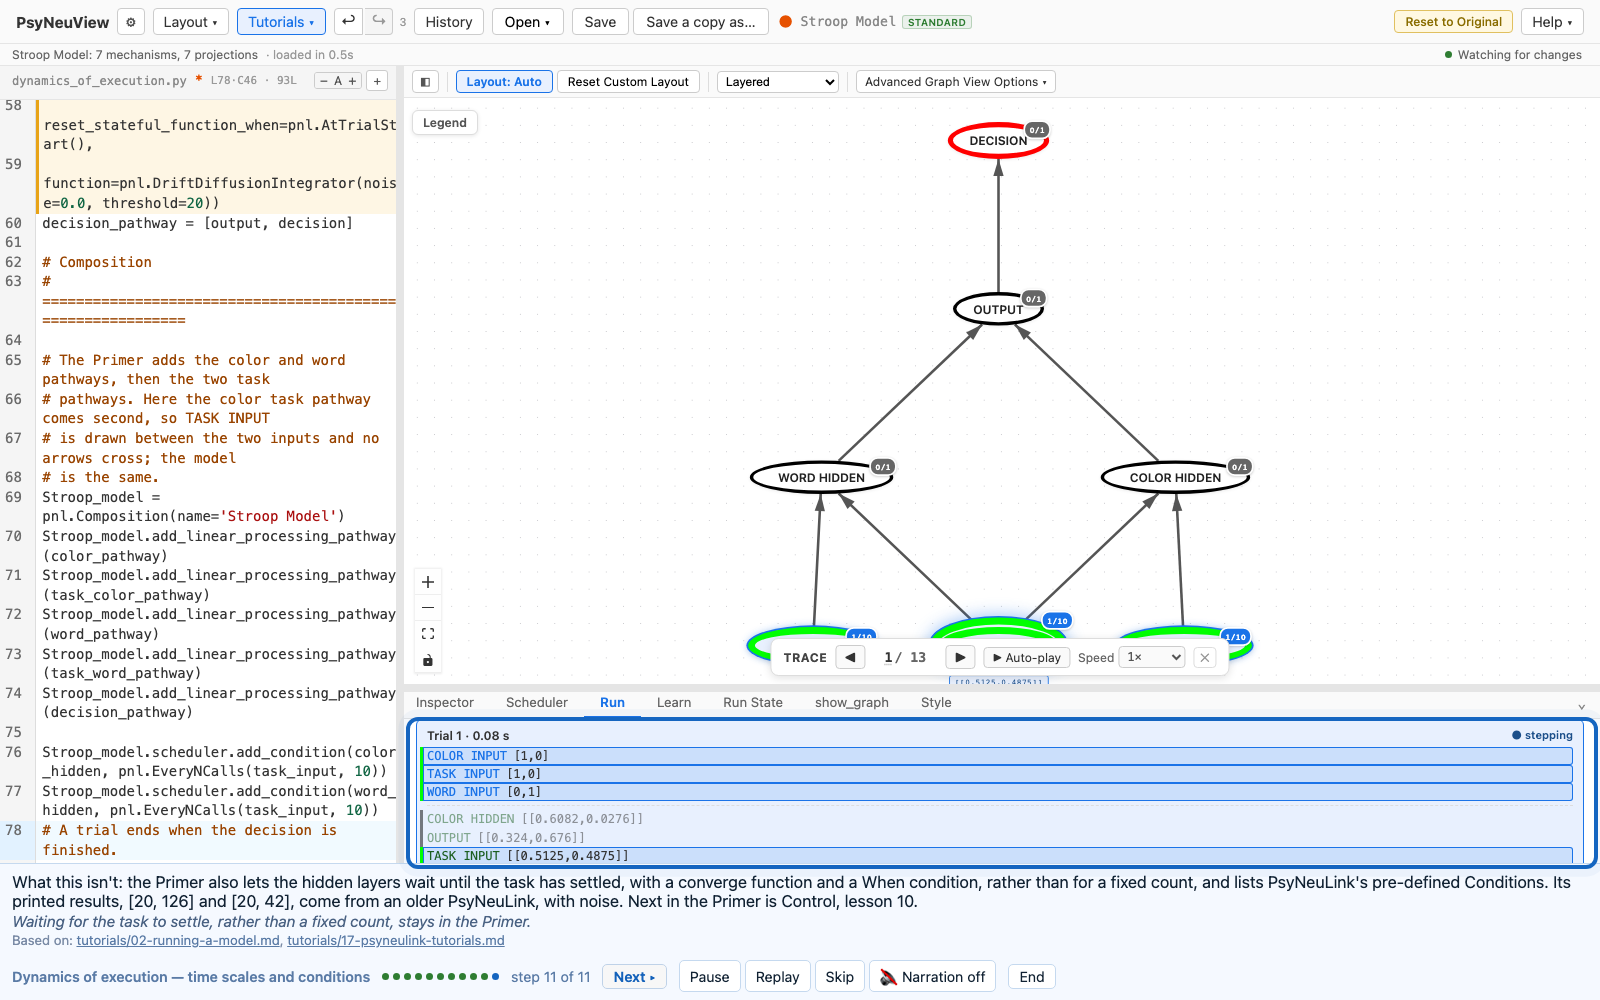 PsyNeuView ⚙ Layout ▾ Tutorials ▾ ↩ ↪ 3 History Open ▾ Save Save a copy as... Stroop Model STANDARD Reset to Original Help ▾
Stroop Model: 7 mechanisms, 7 projections · loaded in 0.5s Watching for changes
dynamics_of_execution.py * L78·C46 · 93L − A + +
Layout: Auto Reset Custom Layout Layered Advanced Graph View Options ▾
58
reset_stateful_function_when=pnl.AtTrialSt
art(),
59
function=pnl.DriftDiffusionIntegrator(nois
e=0.0, threshold=20))
60 decision_pathway = [output, decision]
61
62 # Composition
63 #
==========================================
=================
64
65 # The Primer adds the color and word
pathways, then the two task
66 # pathways. Here the color task pathway
comes second, so TASK INPUT
67 # is drawn between the two inputs and no
arrows cross; the model
68 # is the same.
69 Stroop_model =
pnl.Composition(name='Stroop Model')
70 Stroop_model.add_linear_processing_pathway
(color_pathway)
71 Stroop_model.add_linear_processing_pathway
(task_color_pathway)
72 Stroop_model.add_linear_processing_pathway
(word_pathway)
73 Stroop_model.add_linear_processing_pathway
(task_word_pathway)
74 Stroop_model.add_linear_processing_pathway
(decision_pathway)
75
76 Stroop_model.scheduler.add_condition(color
_hidden, pnl.EveryNCalls(task_input, 10))
77 Stroop_model.scheduler.add_condition(word_
hidden, pnl.EveryNCalls(task_input, 10))
78 # A trial ends when the decision is
finished.
Legend
DECISION 0/1
OUTPUT 0/1
WORD HIDDEN 0/1
COLOR HIDDEN 0/1
1/10
1/10
1/10
TRACE ◀ 1 / 13 ▶ ▶ Auto-play Speed 1× ×
[[0.5125,0.4875]]
Inspector Scheduler Run Learn Run State show_graph Style
Trial 1 · 0.08 s stepping
COLOR INPUT [1,0]
TASK INPUT [1,0]
WORD INPUT [0,1]
COLOR HIDDEN [[0.6082,0.0276]]
OUTPUT [[0.324,0.676]]
TASK INPUT [[0.5125,0.4875]]
What this isn't: the Primer also lets the hidden layers wait until the task has settled, with a converge function and a When condition, rather than for a fixed count, and lists PsyNeuLink's pre-defined Conditions. Its
printed results, [20, 126] and [20, 42], come from an older PsyNeuLink, with noise. Next in the Primer is Control, lesson 10.
Waiting for the task to settle, rather than a fixed count, stays in the Primer.
Based on: tutorials/02-running-a-model.md, tutorials/17-psyneulink-tutorials.md
Dynamics of execution — time scales and conditions step 11 of 11 Next ▸ Pause Replay Skip Narration off End